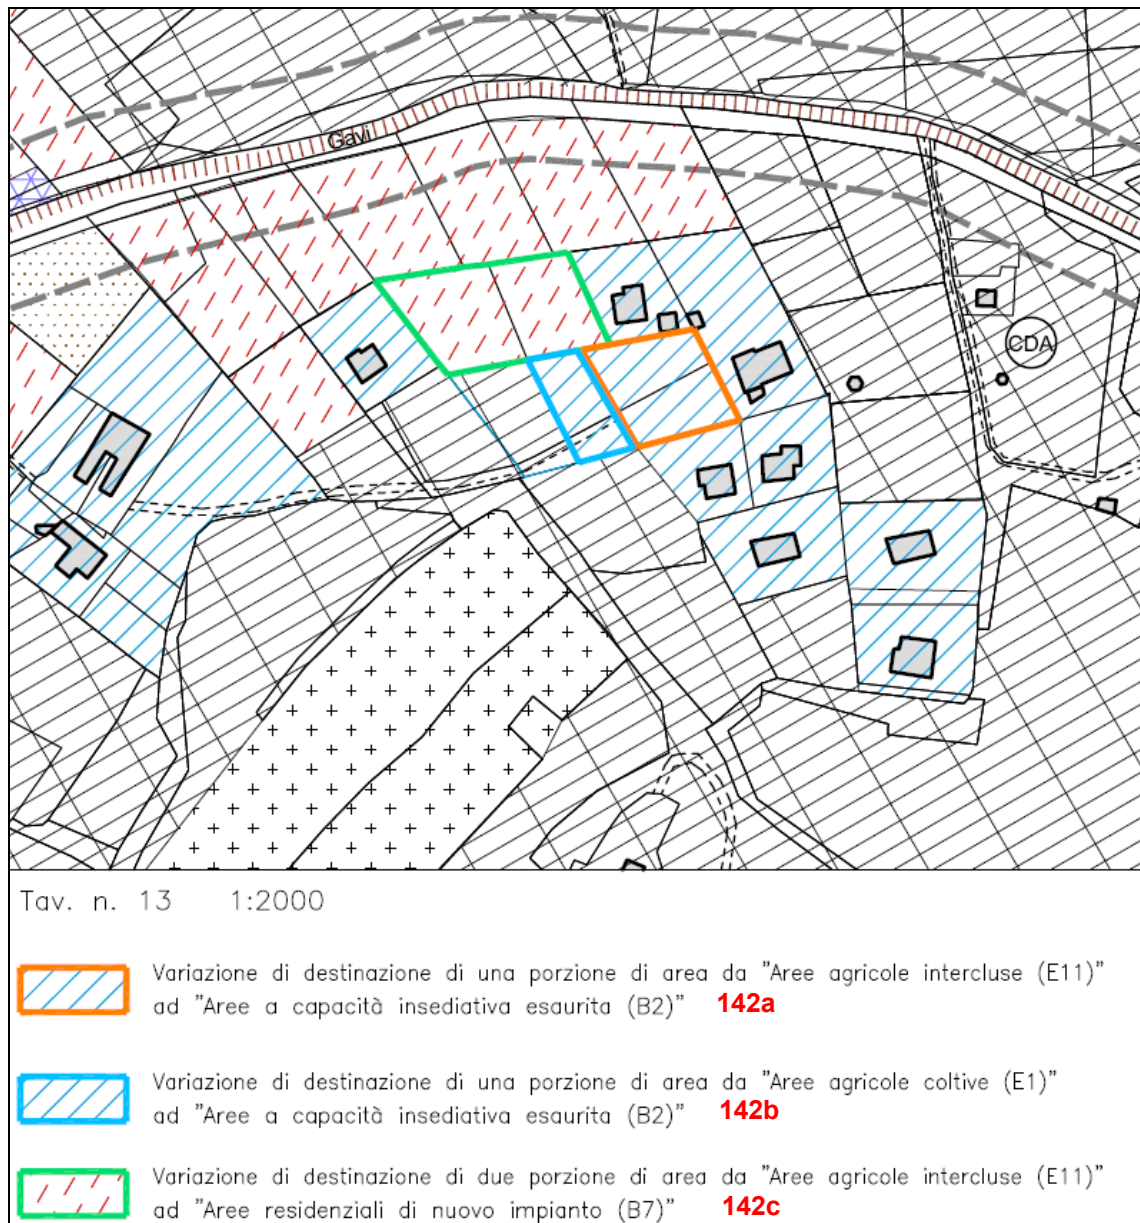 Gavi
CDA
Tav. n. 13 1:2000
Variazione di destinazione di una porzione di area da "Aree agricole intercluse (E11)"
ad "Aree a capacità insediativa esaurita (B2)" 142a
Variazione di destinazione di una porzione di area da "Aree agricole coltive (E1)"
ad "Aree a capacità insediativa esaurita (B2)" 142b
Variazione di destinazione di due porzione di area da "Aree agricole intercluse (E11)"
ad "Aree residenziali di nuovo impianto (B7)" 142c